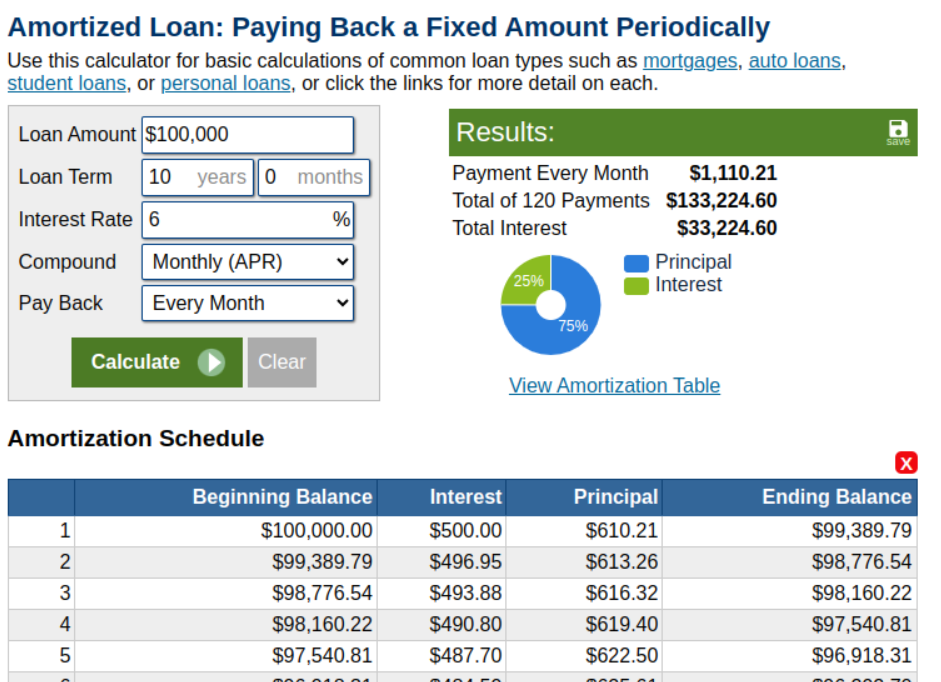 Amortized Loan: Paying Back a Fixed Amount Periodically
Use this calculator for basic calculations of common loan types such as mortgages, auto loans,
student loans, or personal loans, or click the links for more detail on each.
Loan Amount $100,000
Loan Term 10 years 0 months
Interest Rate 6 %
Compound Monthly (APR)
Pay Back Every Month
Calculate Clear
Results: save
Payment Every Month $1,110.21
Total of 120 Payments $133,224.60
Total Interest $33,224.60
25%
75%
Principal
Interest
View Amortization Table
Amortization Schedule
X
Beginning Balance Interest Principal Ending Balance
1 $100,000.00 $500.00 $610.21 $99,389.79
2 $99,389.79 $496.95 $613.26 $98,776.54
3 $98,776.54 $493.88 $616.32 $98,160.22
4 $98,160.22 $490.80 $619.40 $97,540.81
5 $97,540.81 $487.70 $622.50 $96,918.31